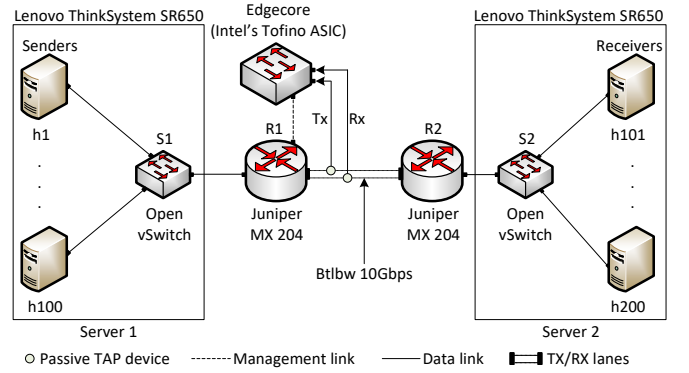 Lenovo ThinkSystem SR650
Edgecore
(Intel's Tofino ASIC)
Lenovo ThinkSystem SR650
Senders
Receivers
h1
S1
R1
Tx
Rx
R2
S2
h101
.
.
.
.
.
.
Open
vSwitch
Juniper
MX 204
Juniper
MX 204
Open
vSwitch
Btlbw 10Gbps
h100
h200
Server 1
Server 2
Passive TAP device
Management link
Data link
TX/RX lanes